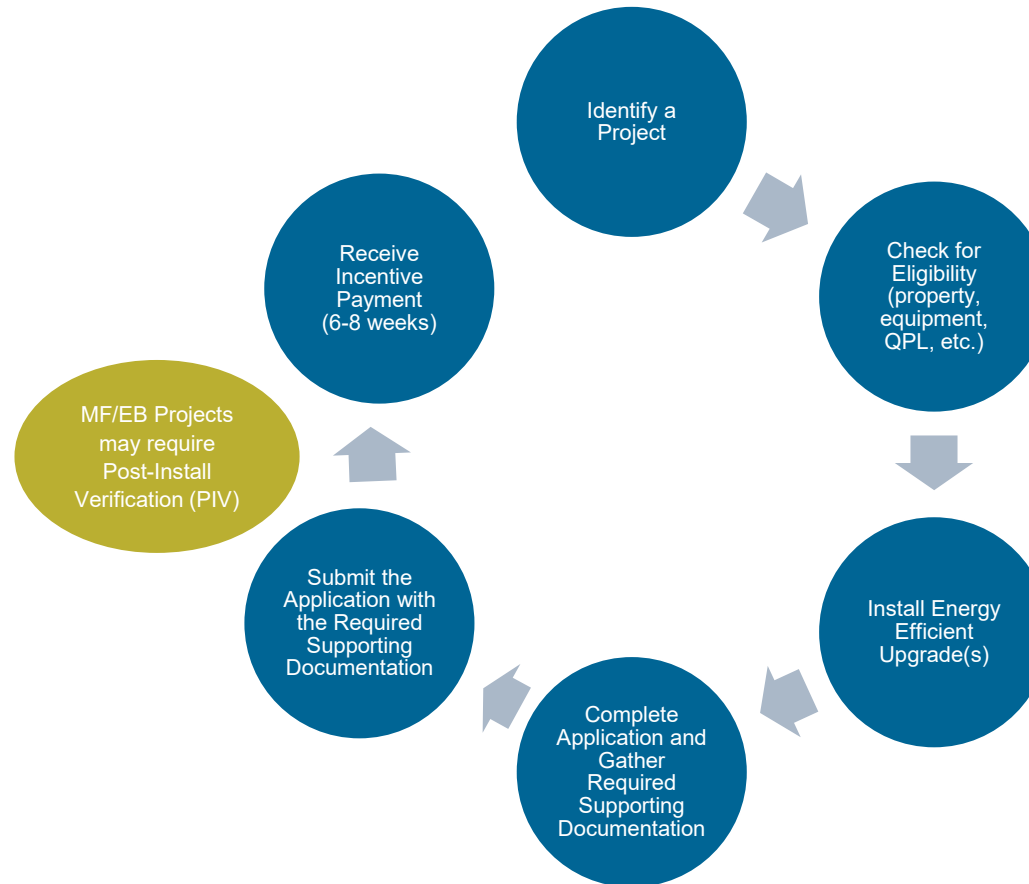 Identify a
Project
Check for
Eligibility
(property,
equipment,
QPL, etc.)
Install Energy
Efficient
Upgrade(s)
Complete
Application and
Gather
Required
Supporting
Documentation
Submit the
Application with
the Required
Supporting
Documentation
MF/EB Projects
may require
Post-Install
Verification (PIV)
Receive
Incentive
Payment
(6-8 weeks)